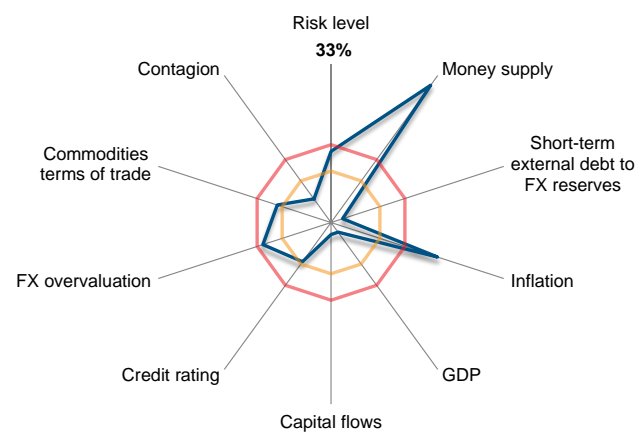 Risk level
33%
Contagion
Money supply
Commodities
terms of trade
Short-term
external debt to
FX reserves
FX overvaluation
Inflation
Credit rating
GDP
Capital flows